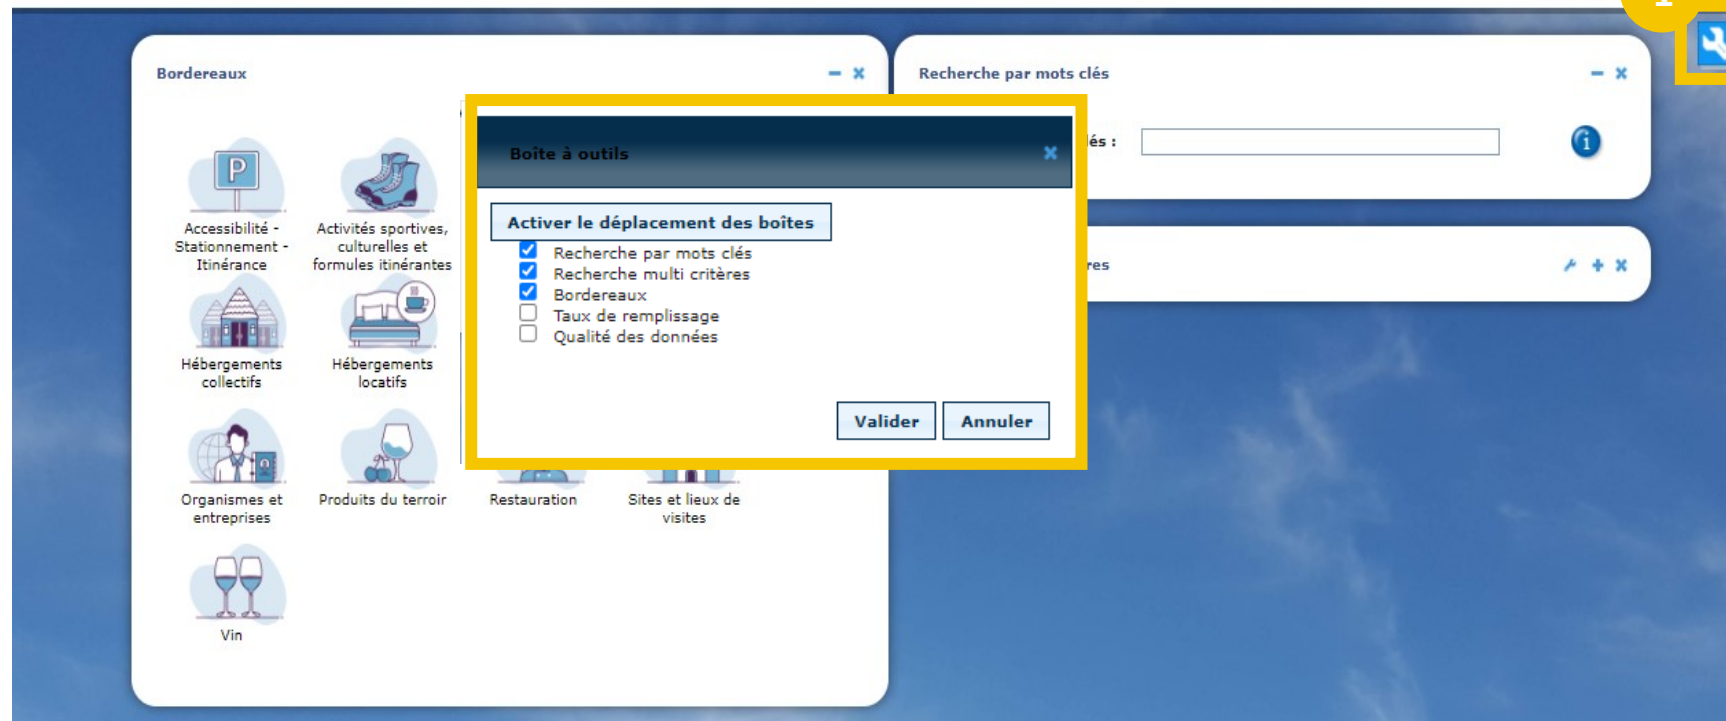 Bordereaux
Recherche par mots clés
Boîte à outils
lés :
Activer le déplacement des boîtes
Recherche par mots clés
Recherche multi critères
Bordereaux
Taux de remplissage
Qualité des données
Valider
Annuler
res
Accessibilité -
Stationnement -
Itinérance
Activités sportives,
culturelles et
formules itinérantes
Hébergements
collectifs
Hébergements
locatifs
Organismes et
entreprises
Produits du terroir
Restauration
Sites et lieux de
visites
Vin